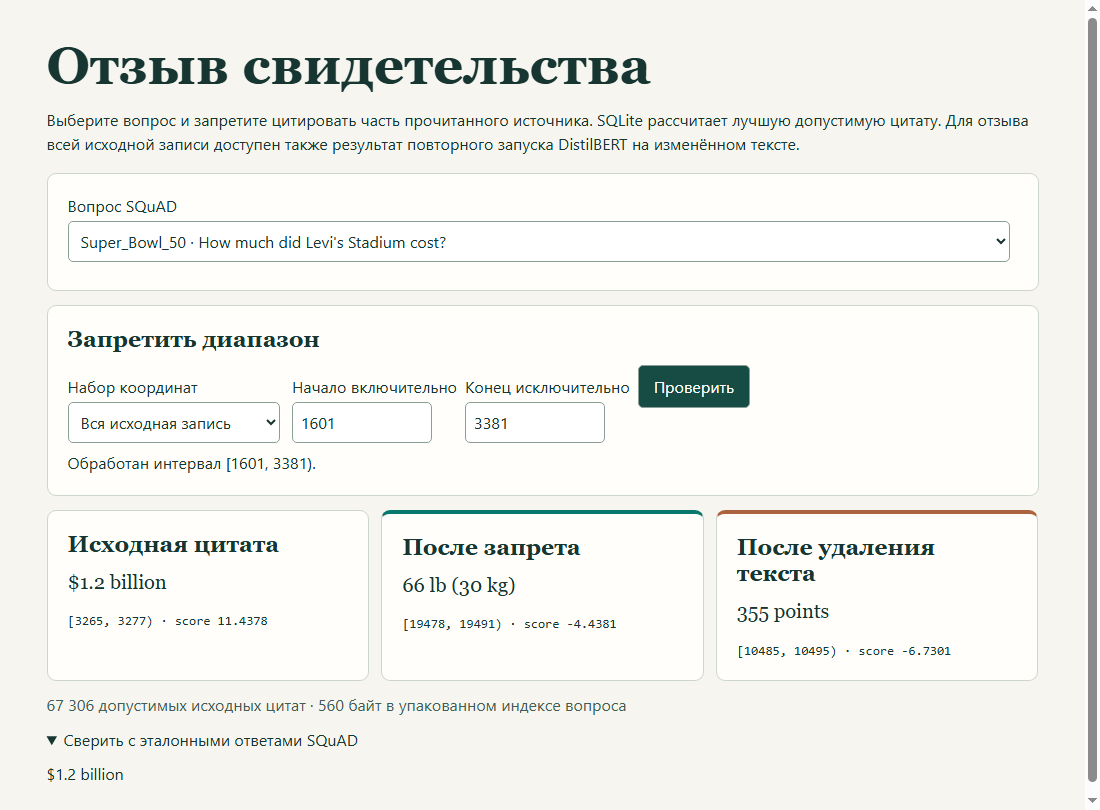 Отзыв свидетельства
Выберите вопрос и запретите цитировать часть прочитанного источника. SQLite рассчитает лучшую допустимую цитату. Для отзыва
всей исходной записи доступен также результат повторного запуска DistilBERT на изменённом тексте.
Вопрос SQuAD
Super_Bowl_50 · How much did Levi's Stadium cost?
Запретить диапазон
Набор координат
Начало включительно
Конец исключительно
Проверить
Вся исходная запись
1601
3381
Обработан интервал [1601, 3381).
Исходная цитата
$1.2 billion
[3265, 3277) · score 11.4378
После запрета
66 lb (30 kg)
[19478, 19491) · score -4.4381
После удаления
текста
355 points
[10485, 10495) · score -6.7301
67 306 допустимых исходных цитат · 560 байт в упакованном индексе вопроса
▼ Сверить с эталонными ответами SQuAD
$1.2 billion